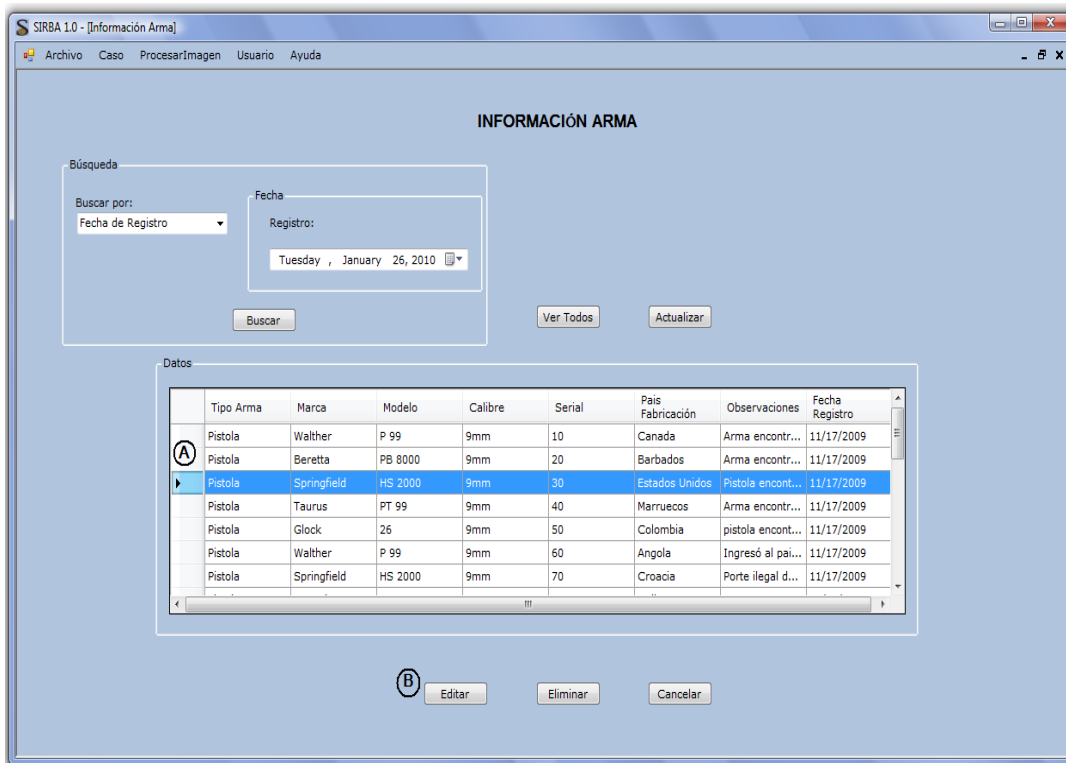 SIRBA 1.0 - [Información Arma]
Archivo Caso ProcesarImagen Usuario Ayuda
INFORMACIÓN ARMA
Búsqueda
Buscar por:
Fecha de Registro
Fecha
Registro:
Tuesday , January 26, 2010
Buscar
Ver Todos
Actualizar
Datos
Tipo Arma Marca Modelo Calibre Serial Pais Fabricación Observaciones Fecha Registro
Pistola Walther P 99 9mm 10 Canada Arma encontr... 11/17/2009
A
Pistola Beretta PB 8000 9mm 20 Barbados Arma encontr... 11/17/2009
Pistola Springfield HS 2000 9mm 30 Estados Unidos Pistola encont... 11/17/2009
Pistola Taurus PT 99 9mm 40 Marruecos Arma encontr... 11/17/2009
Pistola Glock 26 9mm 50 Colombia pistola encont... 11/17/2009
Pistola Walther P 99 9mm 60 Angola Ingresó al pai... 11/17/2009
Pistola Springfield HS 2000 9mm 70 Croacia Porte ilegal d... 11/17/2009
B
Editar
Eliminar
Cancelar